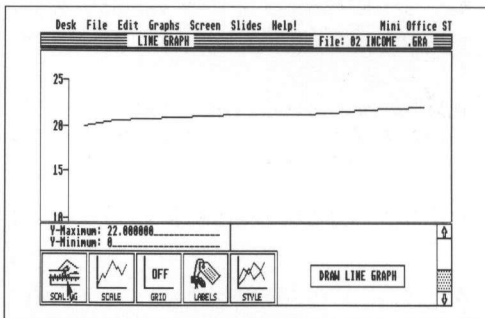 Desk File Edit Graphs Screen Slides Help! Mini Office ST
LINE GRAPH File: 02 INCOME .GRA
25
20
15
10
Y-Maximum: 22.000000
Y-Minimum: 0
OFF
SCALING SCALE GRID LABELS STYLE
DRAW LINE GRAPH